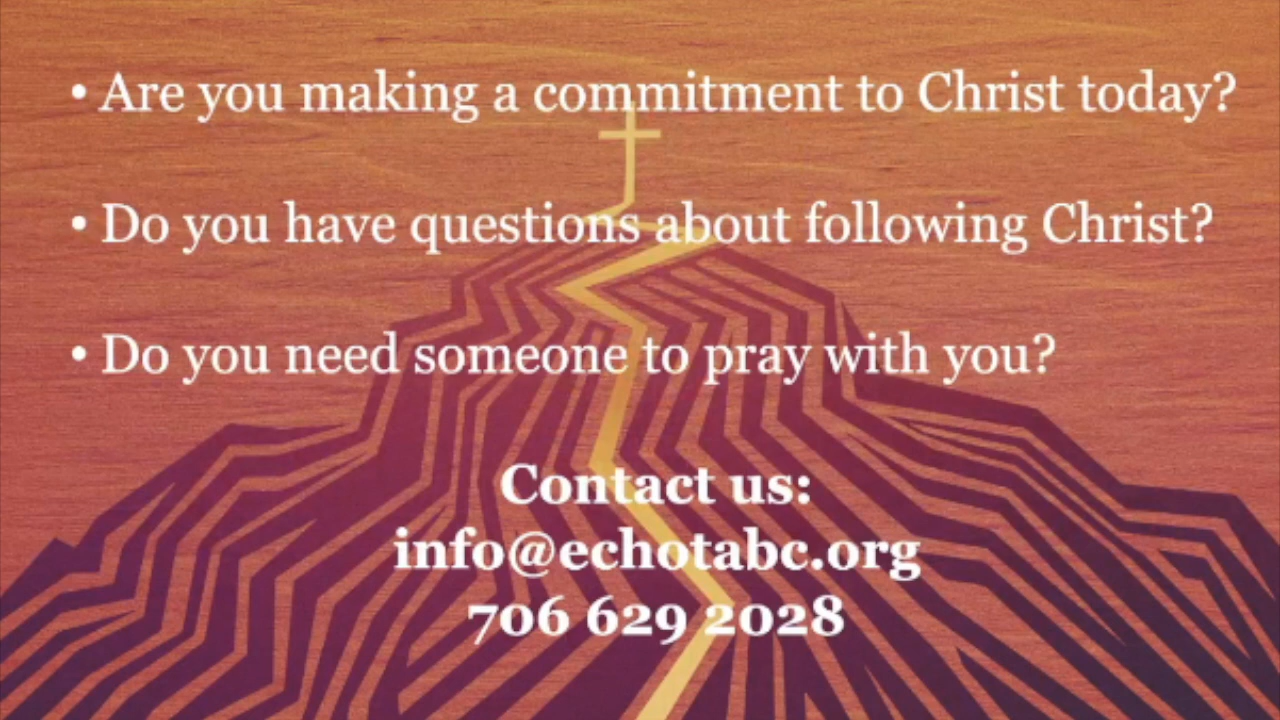 • Are you making a commitment to Christ today?
• Do you have questions about following Christ?
• Do you need someone to pray with you?
Contact us:
info@echotabc.org
706 629 2028